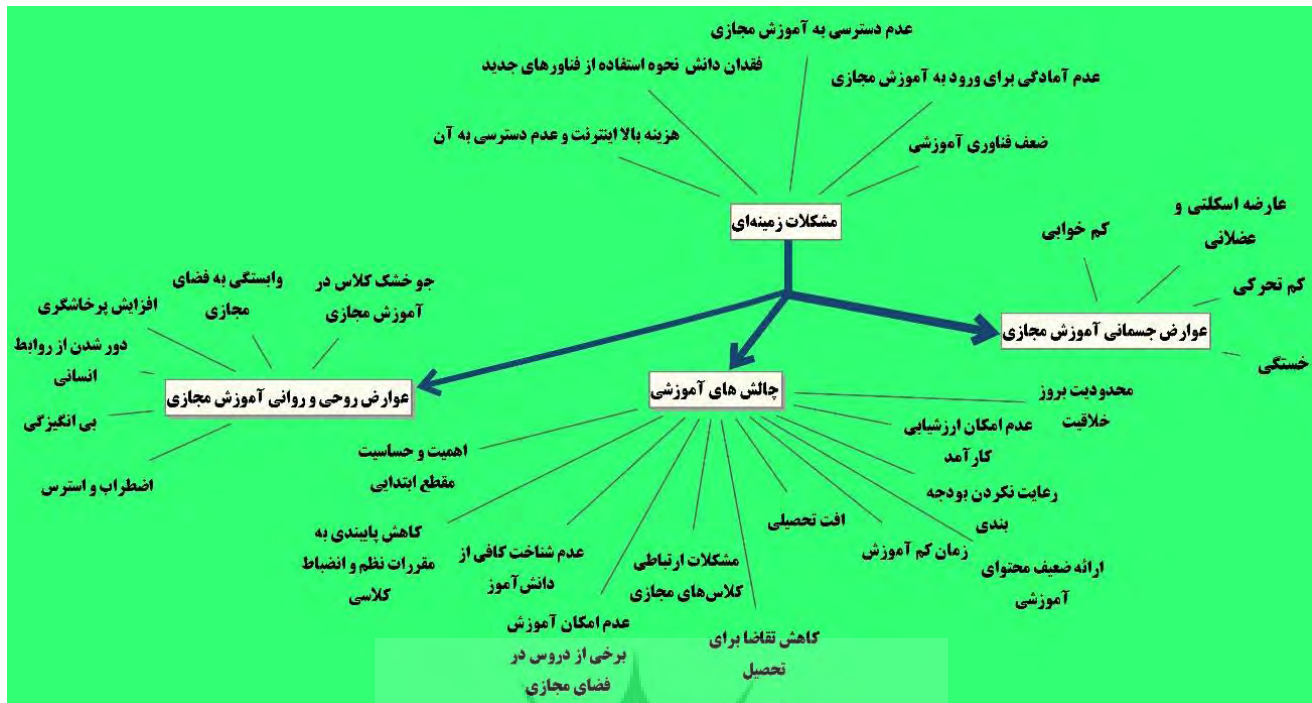 عدم دسترسی به آموزش مجازی
فقدان دانش نحوه استفاده از فناورهای جدید
عدم آمادگی برای ورود به آموزش مجازی
هزینه بالا اینترنت و عدم دسترسی به آن
ضعف فناوری آموزشی
مشکلات زمینه‌ای
عارضه اسکلتی و
عضلانی
کم خوابی
کم تحرکی
خستگی
عوارض جسمانی آموزش مجازی
جو خشک کلاس در
آموزش مجازی
وابستگی به فضای
مجازی
افزایش پرخاشگری
دور شدن از روابط
انسانی
بی انگیزگی
اضطراب و استرس
عوارض روحی و روانی آموزش مجازی
چالش های آموزشی
محدودیت بروز
خلاقیت
عدم امکان ارزشیابی
کارآمد
رعایت نکردن بودجه
بندی
ارائه ضعیف محتوای
آموزشی
زمان کم آموزش
افت تحصیلی
کاهش تقاضا برای
تحصیل
مشکلات ارتباطی
کلاس‌های مجازی
عدم امکان آموزش
برخی از دروس در
فضای مجازی
عدم شناخت کافی از
دانش‌آموز
کاهش پایبندی به
مقررات نظم و انضباط
کلاسی
اهمیت و حساسیت
مقطع ابتدایی